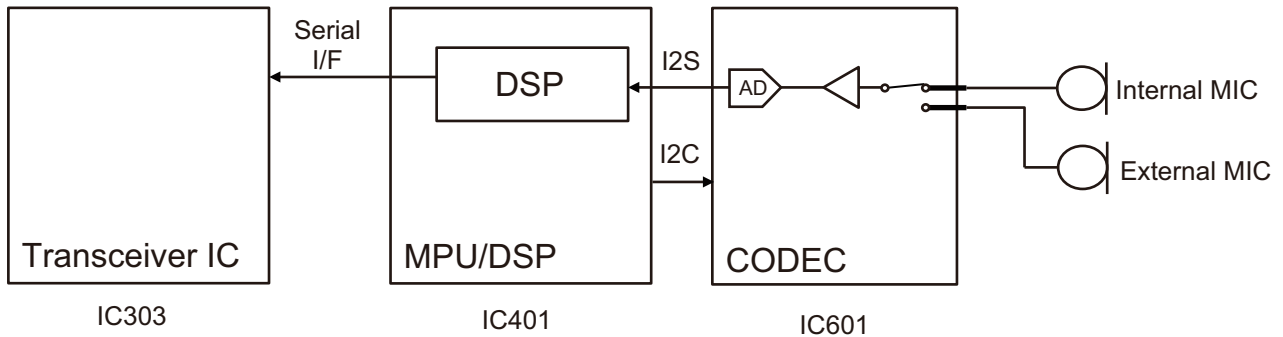 Serial
I/F
DSP
I2S
AD
Internal MIC
I2C
External MIC
Transceiver IC
MPU/DSP
CODEC
IC303
IC401
IC601